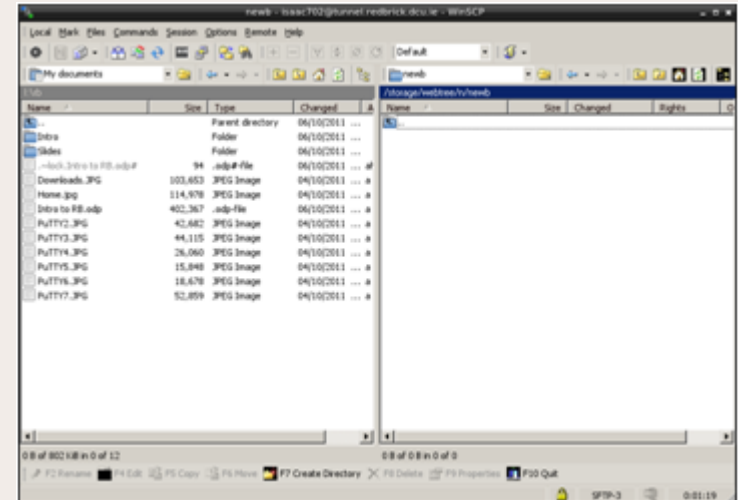 newb - isaac702@tunnel.redbrick.dcu.ie - WinSCP
Local Mark Files Commands Session Options Remote Help
Default
My documents newb
/storage/webtree/n/newb
Name Size Type Changed A Name Size Changed Rights O
.. Parent directory 06/10/2011 ... ..
Intro Folder 06/10/2011 ...
Slides Folder 06/10/2011 ...
.~lock.Intro to RB.odp# 94 .odp#-file 06/10/2011 ...
Downloads.JPG 103,653 JPEG Image 04/10/2011 ... a
Home.jpg 114,978 JPEG Image 04/10/2011 ... a
Intro to RB.odp 402,367 .odp-file 06/10/2011 ... a
PuTTY2.JPG 42,682 JPEG Image 04/10/2011 ... a
PuTTY3.JPG 44,115 JPEG Image 04/10/2011 ... a
PuTTY4.JPG 26,060 JPEG Image 04/10/2011 ... a
PuTTY5.JPG 15,848 JPEG Image 04/10/2011 ... a
PuTTY6.JPG 18,678 JPEG Image 04/10/2011 ... a
PuTTY7.JPG 52,859 JPEG Image 04/10/2011 ... a
0 B of 802 KiB in 0 of 12 0 B of 0 B in 0 of 0
F2 Rename F4 Edit F5 Copy F6 Move F7 Create Directory F8 Delete F9 Properties F10 Quit
SFTP-3 0:01:19